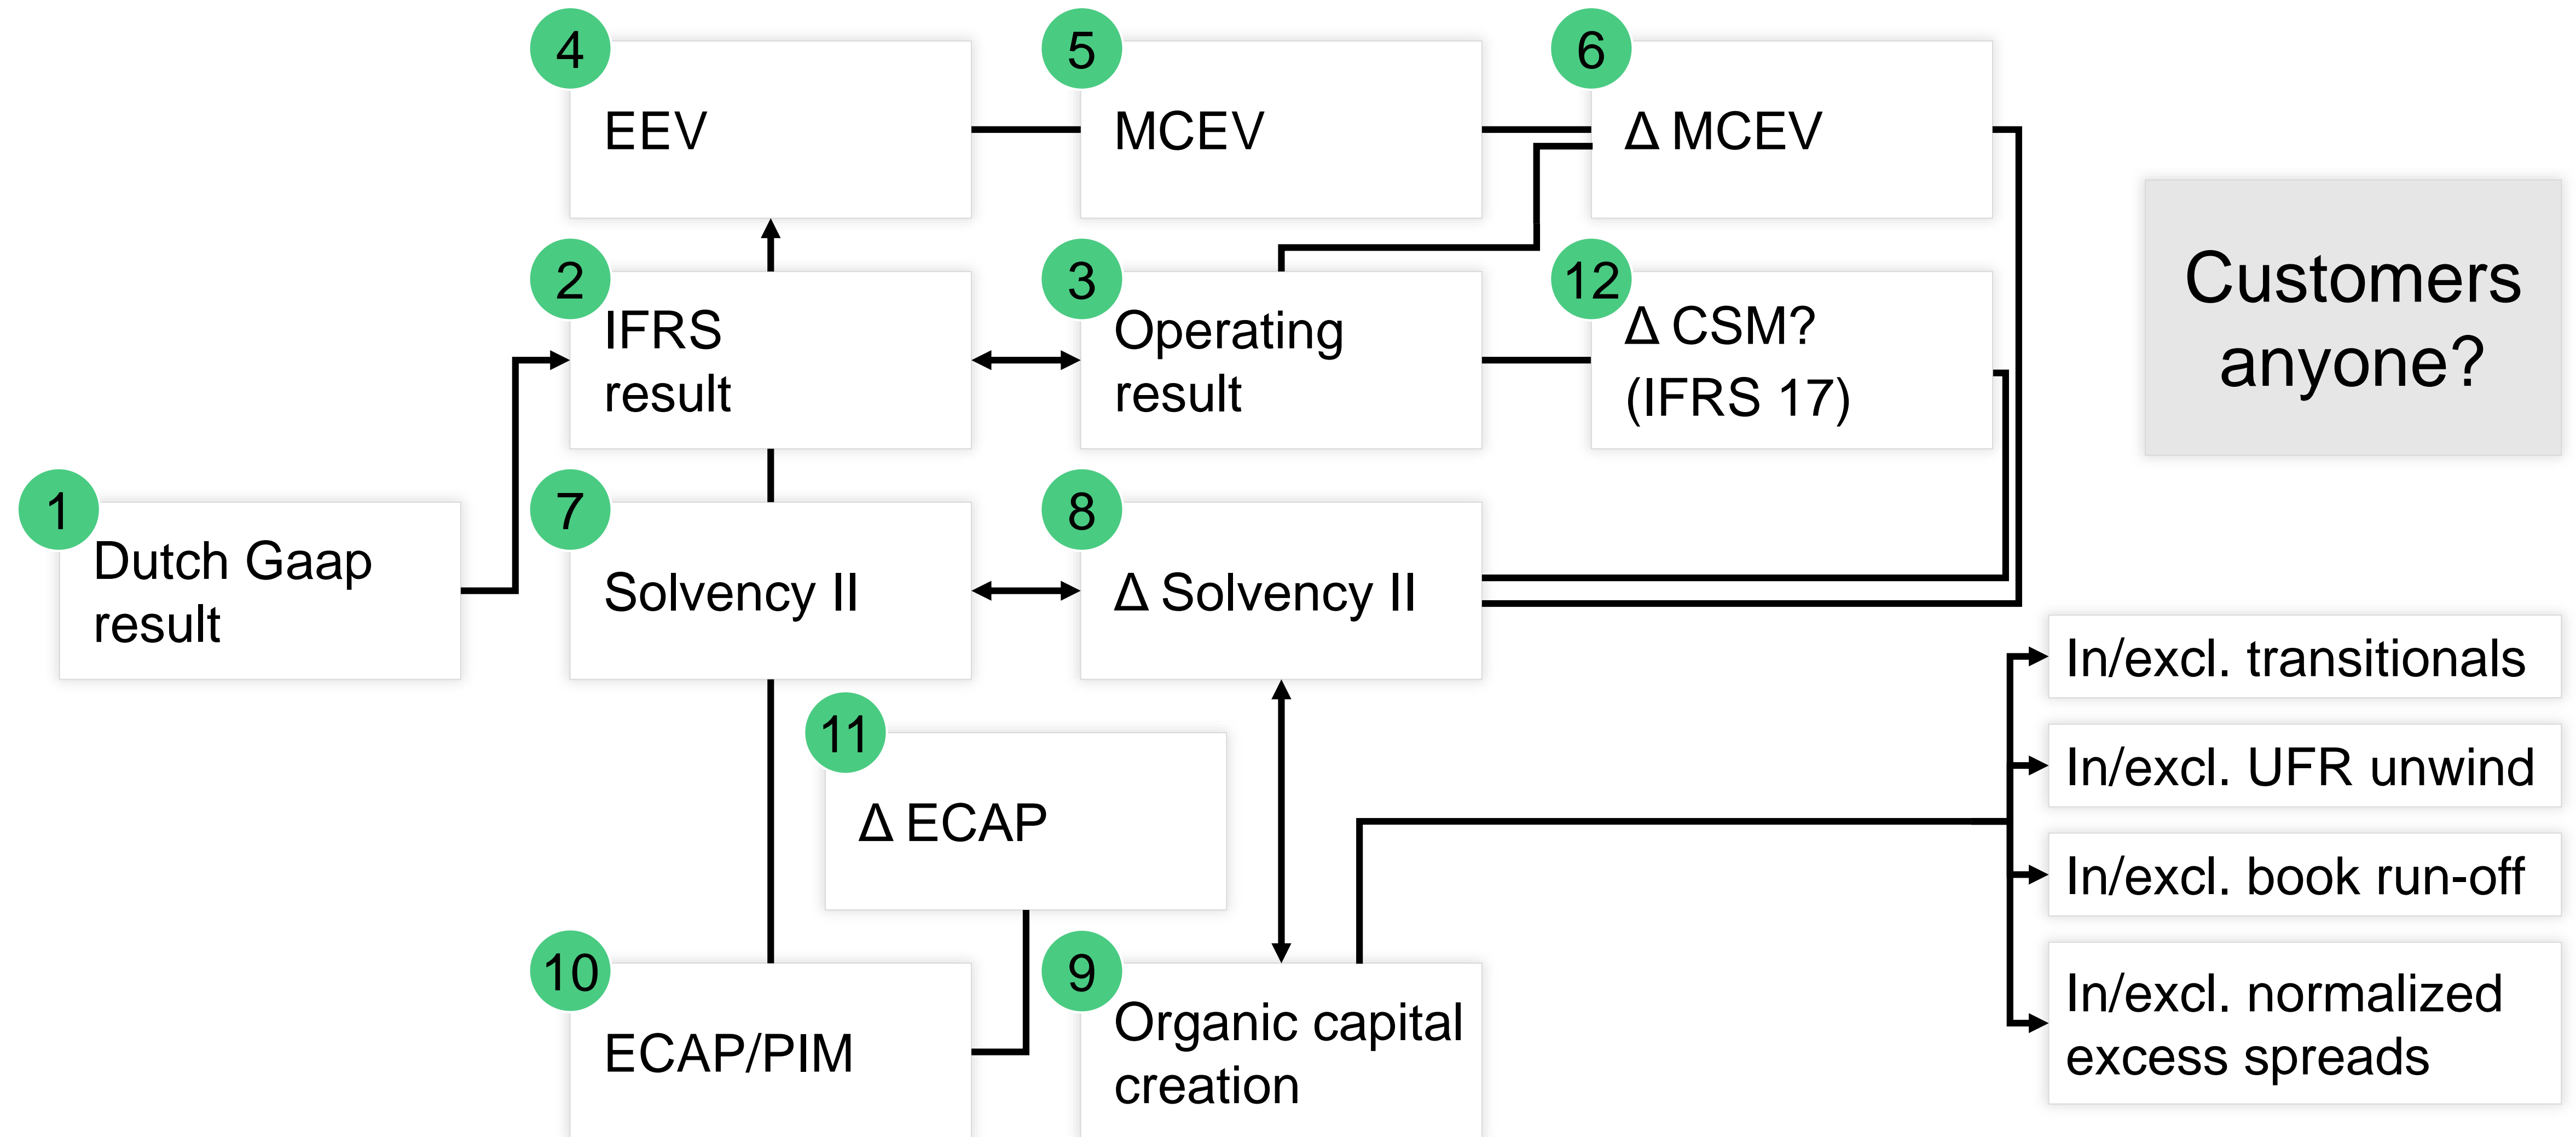 4
EEV
5
MCEV
6
Δ MCEV
Customers
anyone?
2
IFRS
result
3
Operating
result
12
Δ CSM?
(IFRS 17)
1
Dutch Gaap
result
7
Solvency II
8
Δ Solvency II
11
Δ ECAP
10
ECAP/PIM
9
Organic capital
creation
In/excl. transitionals
In/excl. UFR unwind
In/excl. book run-off
In/excl. normalized
excess spreads